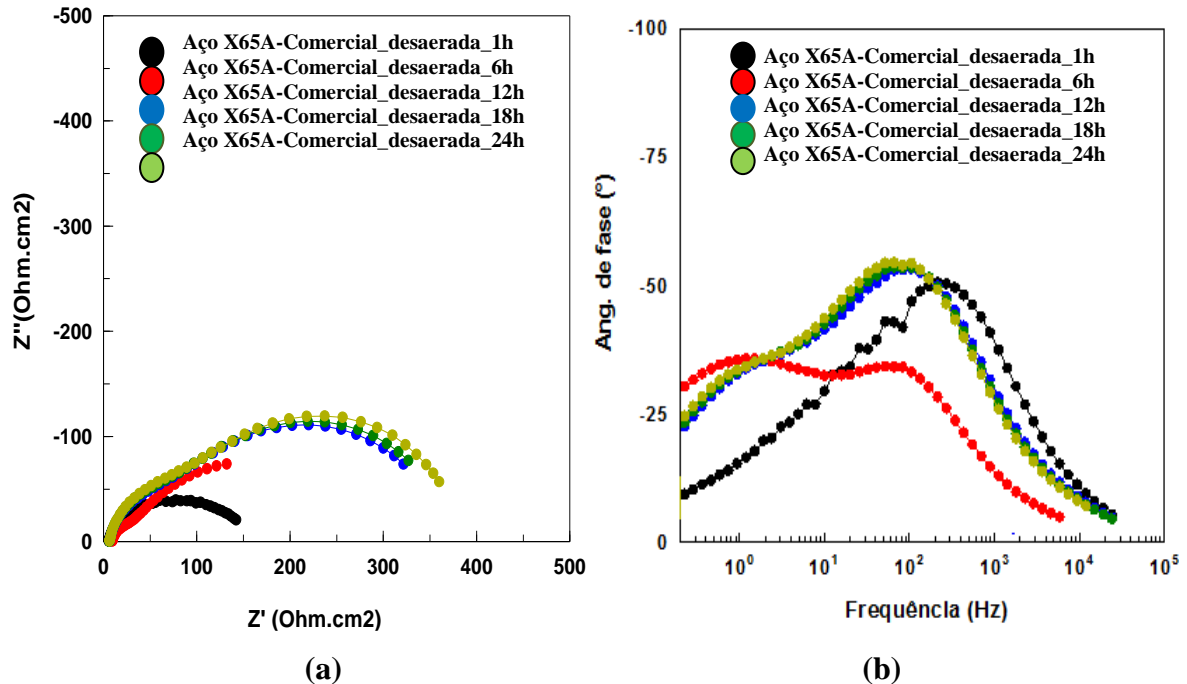 -500
-400
-300
-200
-100
0
Z''(Ohm.cm2)
Aço X65A-Comercial_desaerada_1h
Aço X65A-Comercial_desaerada_6h
Aço X65A-Comercial_desaerada_12h
Aço X65A-Comercial_desaerada_18h
Aço X65A-Comercial_desaerada_24h
0 100 200 300 400 500
Z' (Ohm.cm2)
(a)
-100
-75
-50
-25
0
Ang. de fase (°)
Aço X65A-Comercial_desaerada_1h
Aço X65A-Comercial_desaerada_6h
Aço X65A-Comercial_desaerada_12h
Aço X65A-Comercial_desaerada_18h
Aço X65A-Comercial_desaerada_24h
10⁰ 10¹ 10² 10³ 10⁴ 10⁵
Frequência (Hz)
(b)